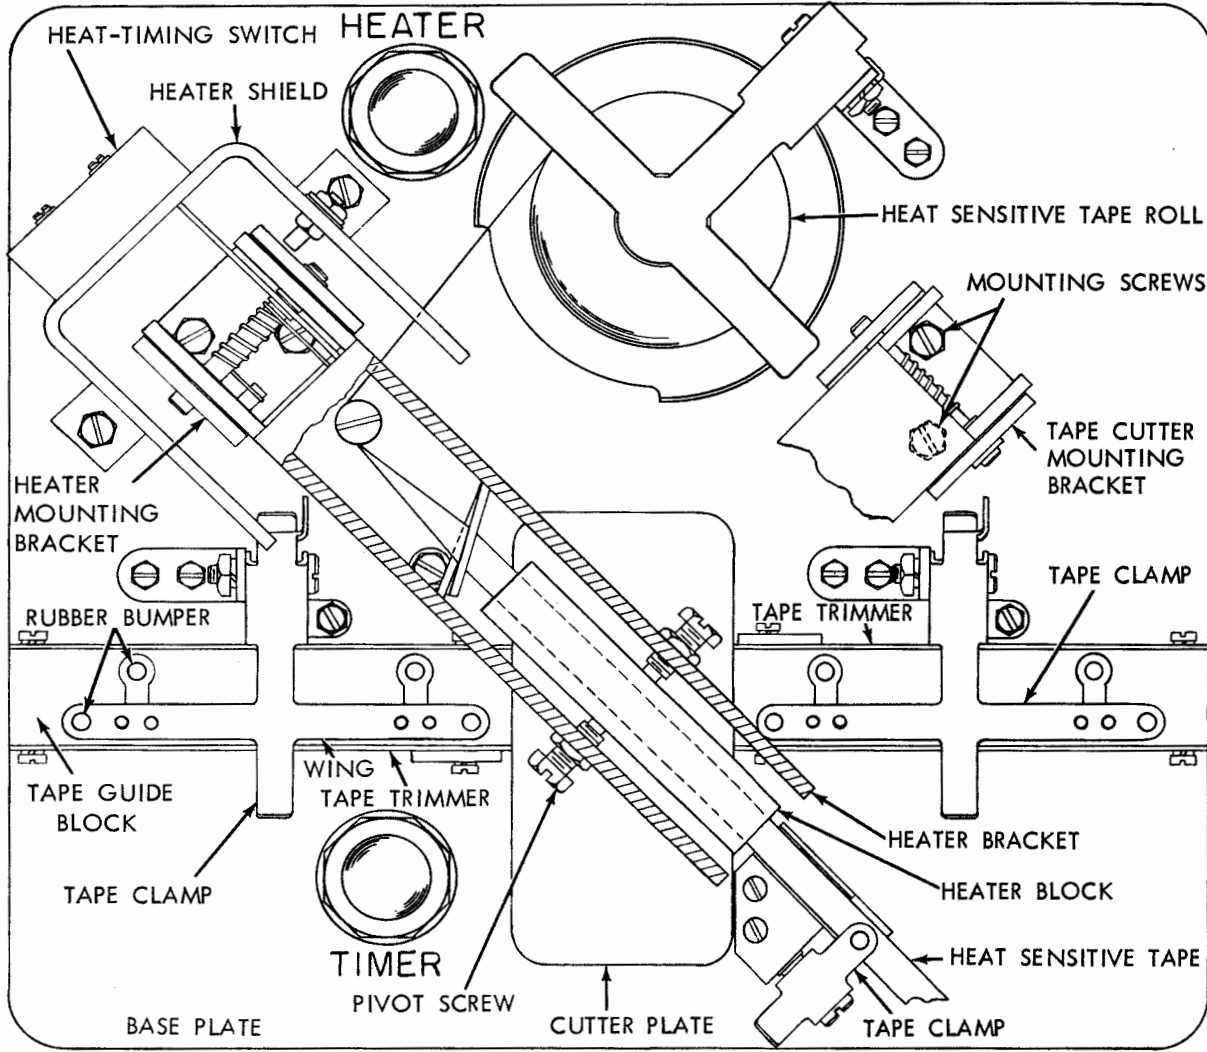 HEAT-TIMING SWITCH
HEATER
HEATER SHIELD
HEAT SENSITIVE TAPE ROLL
MOUNTING SCREWS
TAPE CUTTER
MOUNTING
BRACKET
HEATER
MOUNTING
BRACKET
TAPE CLAMP
RUBBER BUMPER
TAPE TRIMMER
WING
TAPE GUIDE
BLOCK
TAPE TRIMMER
HEATER BRACKET
TAPE CLAMP
HEATER BLOCK
HEAT SENSITIVE TAPE
TIMER
PIVOT SCREW
BASE PLATE
CUTTER PLATE
TAPE CLAMP